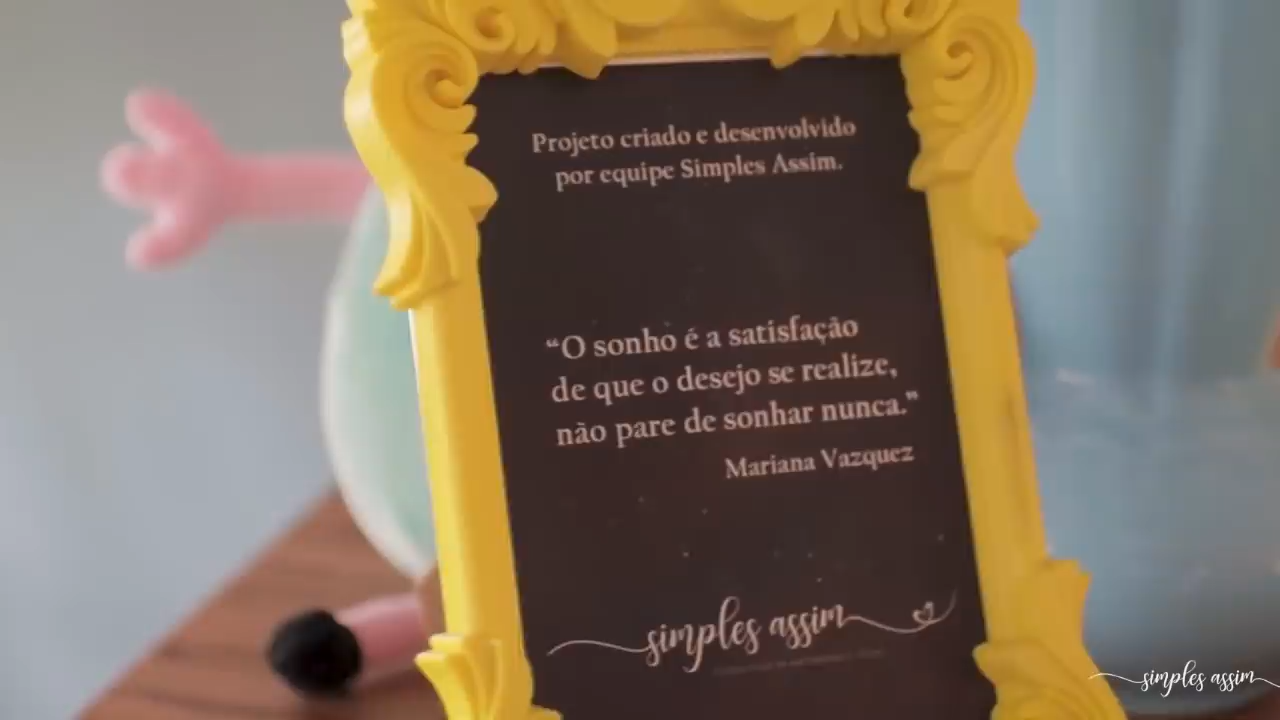 Projeto criado e desenvolvido
por equipe Simples Assim.
“O sonho é a satisfação
de que o desejo se realize,
não pare de sonhar nunca.”
Mariana Vazquez
simples assim
simples assim